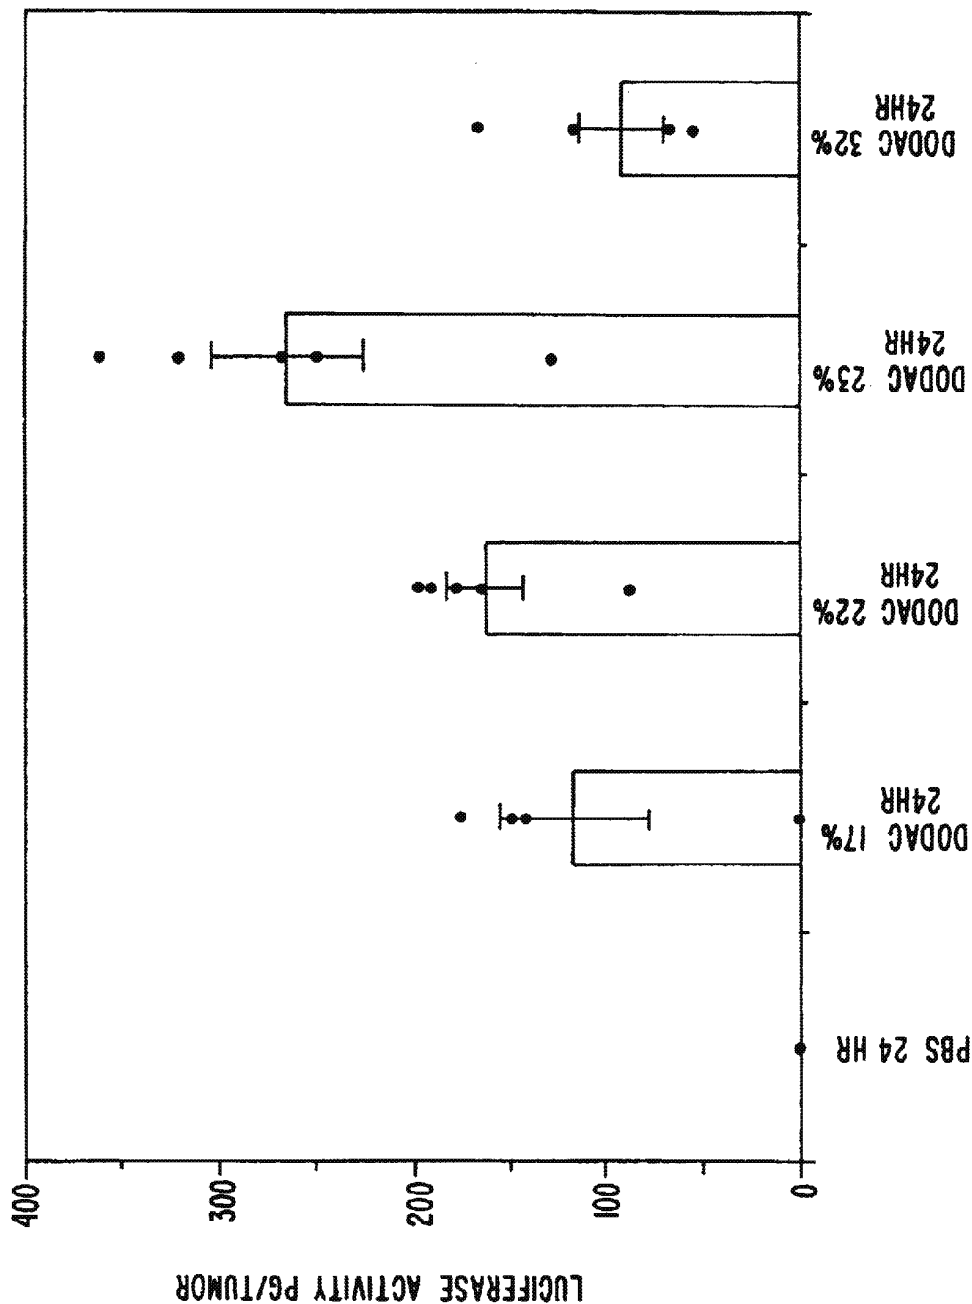 LUCIFERASE ACTIVITY PG/TUMOR
400
300
200
100
0
PBS 24 HR
DODAC 17%
24HR
DODAC 22%
24HR
DODAC 23%
24HR
DODAC 32%
24HR